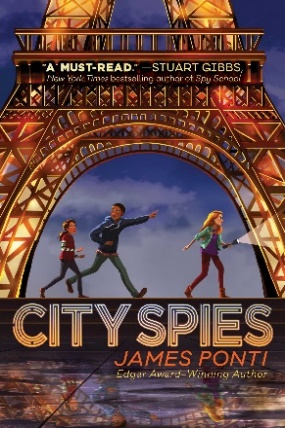 "A MUST-READ." —STUART GIBBS,
New York Times bestselling author of Spy School
CITY SPIES
JAMES PONTI
Edgar Award–Winning Author